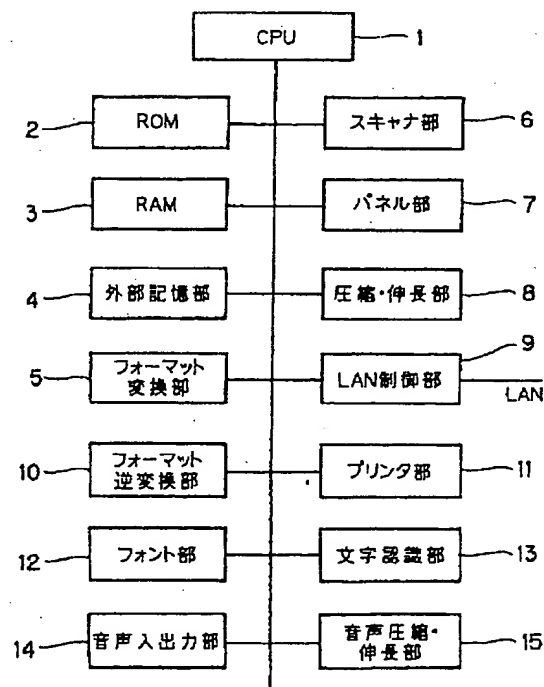 CPU
1
2
ROM
スキャナ部
6
3
RAM
パネル部
7
4
外部記憶部
圧縮・伸長部
8
9
5
フォーマット
変換部
LAN制御部
LAN
10
フォーマット
逆変換部
プリンタ部
11
12
フォント部
文字認識部
13
14
音声入出力部
音声圧縮・
伸長部
15